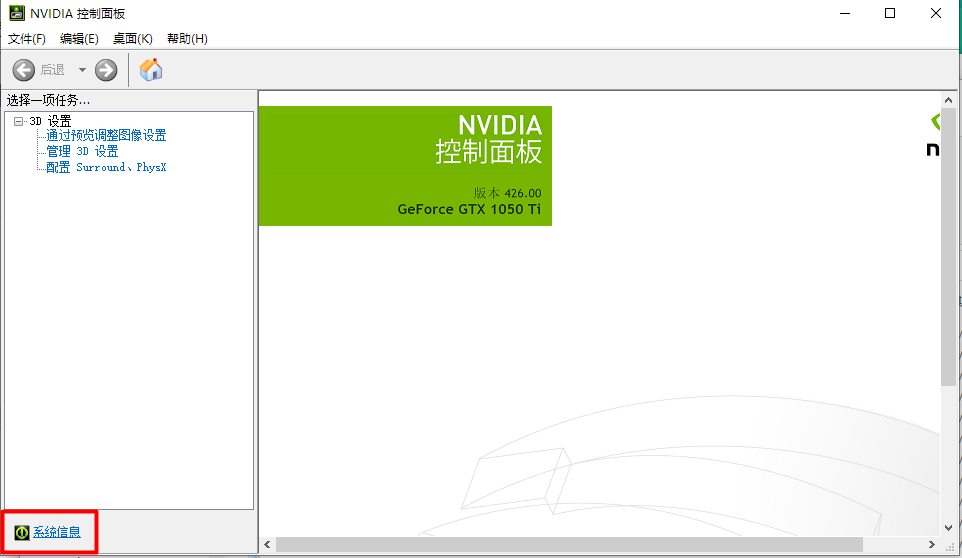 NVIDIA 控制面板
文件(F) 编辑(E) 桌面(K) 帮助(H)
后退
选择一项任务...
3D 设置
通过预览调整图像设置
管理 3D 设置
配置 Surround、PhysX
NVIDIA
控制面板
版本 426.00
GeForce GTX 1050 Ti
系统信息